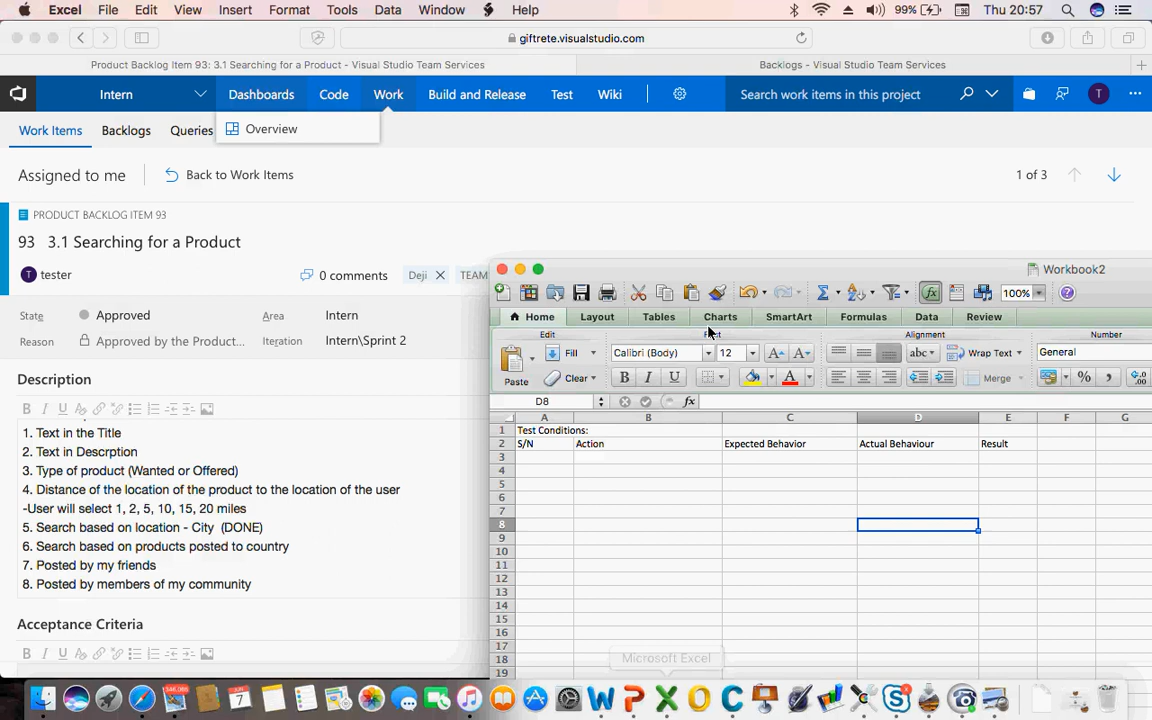 Excel File Edit View Insert Format Tools Data Window Help 99% Thu 20:57
giftrete.visualstudio.com
Product Backlog Item 93: 3.1 Searching for a Product - Visual Studio Team Services Backlogs - Visual Studio Team Services
Intern Dashboards Code Work Build and Release Test Wiki Search work items in this project T
Work Items Backlogs Queries Overview
Assigned to me Back to Work Items 1 of 3
PRODUCT BACKLOG ITEM 93
93 3.1 Searching for a Product
T tester 0 comments Deji TEAM
State Approved Area Intern
Reason Approved by the Product... Iteration Intern\Sprint 2
Description
B I U
1. Text in the Title
2. Text in Descrption
3. Type of product (Wanted or Offered)
4. Distance of the location of the product to the location of the user
-User will select 1, 2, 5, 10, 15, 20 miles
5. Search based on location - City (DONE)
6. Search based on products posted to country
7. Posted by my friends
8. Posted by members of my community
Acceptance Criteria
B I U
Workbook2
fx 100%
Home Layout Tables Charts SmartArt Formulas Data Review
Edit Alignment Number
Paste Fill Calibri (Body) 12 A A abc Wrap Text General
Clear B I U A Merge %
D8 fx
A B C D E F G
1 Test Conditions:
2 S/N Action Expected Behavior Actual Behaviour Result
3
4
5
6
7
8
9
10
11
12
13
14
15
16
17
18
19
Microsoft Excel